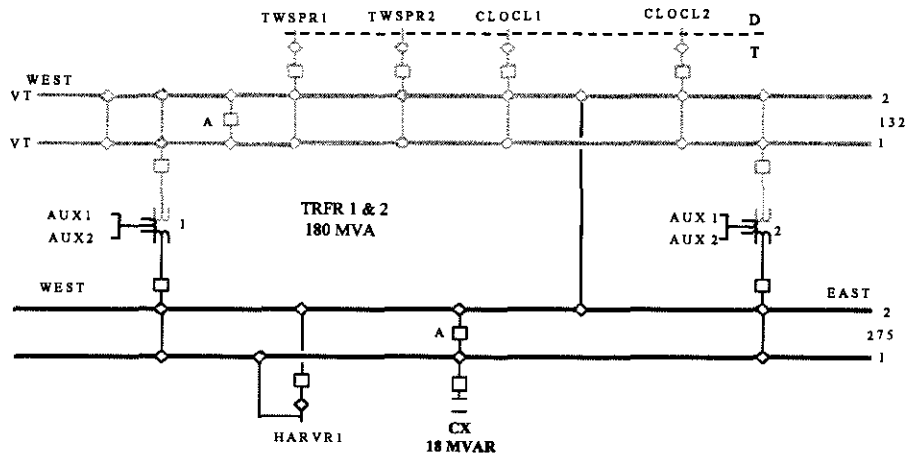 TWSPR1 TWSPR2 CLOCL1 CLOCL2 D
T
WEST
VT 2
A 132
VT 1
TRFR 1 & 2
180 MVA
AUX1 1 AUX 1 2
AUX2 AUX 2
WEST EAST
2
A 275
1
HARVR1 CX
18 MVAR